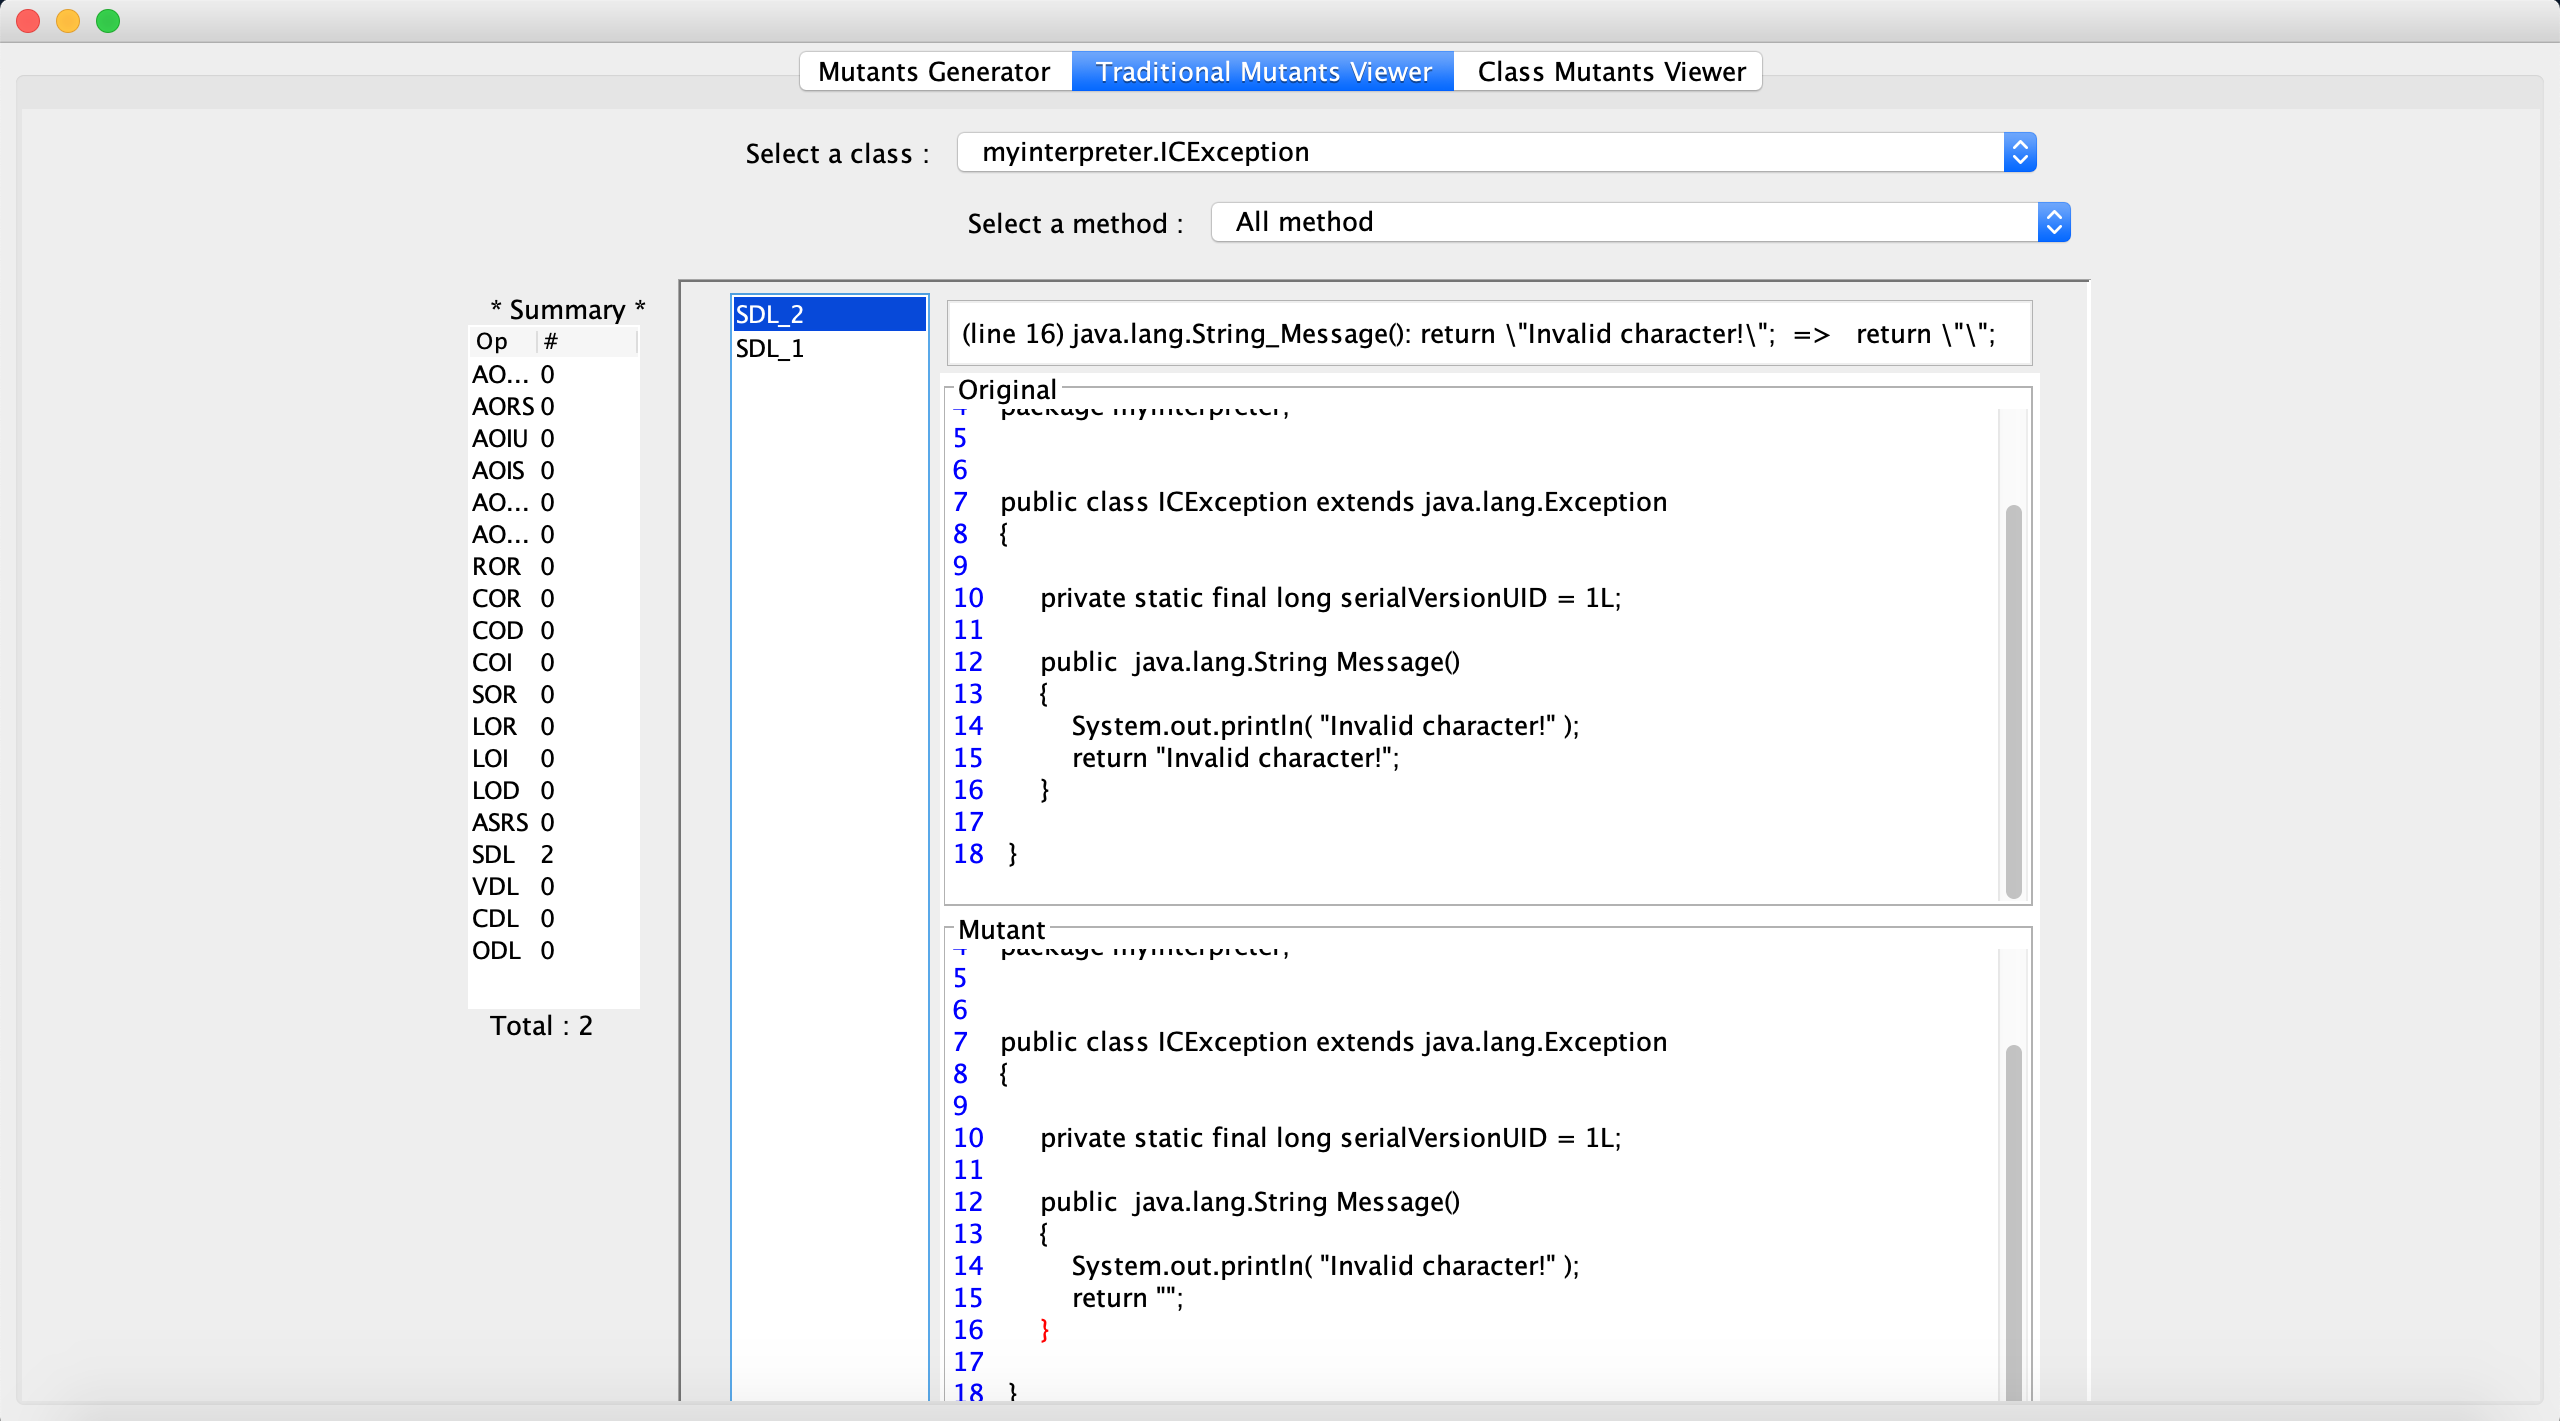 Mutants Generator Traditional Mutants Viewer Class Mutants Viewer
Select a class : myinterpreter.ICException
Select a method : All method
* Summary *
Op #
AO... 0
AORS 0
AOIU 0
AOIS 0
AO... 0
AO... 0
ROR 0
COR 0
COD 0
COI 0
SOR 0
LOR 0
LOI 0
LOD 0
ASRS 0
SDL 2
VDL 0
CDL 0
ODL 0
Total : 2
SDL_2
SDL_1
(line 16) java.lang.String_Message(): return \"Invalid character!\"; => return \"\";
Original
4 package myinterpreter;
5
6
7 public class ICException extends java.lang.Exception
8 {
9
10 private static final long serialVersionUID = 1L;
11
12 public java.lang.String Message()
13 {
14 System.out.println( "Invalid character!" );
15 return "Invalid character!";
16 }
17
18 }
Mutant
4 package myinterpreter;
5
6
7 public class ICException extends java.lang.Exception
8 {
9
10 private static final long serialVersionUID = 1L;
11
12 public java.lang.String Message()
13 {
14 System.out.println( "Invalid character!" );
15 return "";
16 }
17
18 }